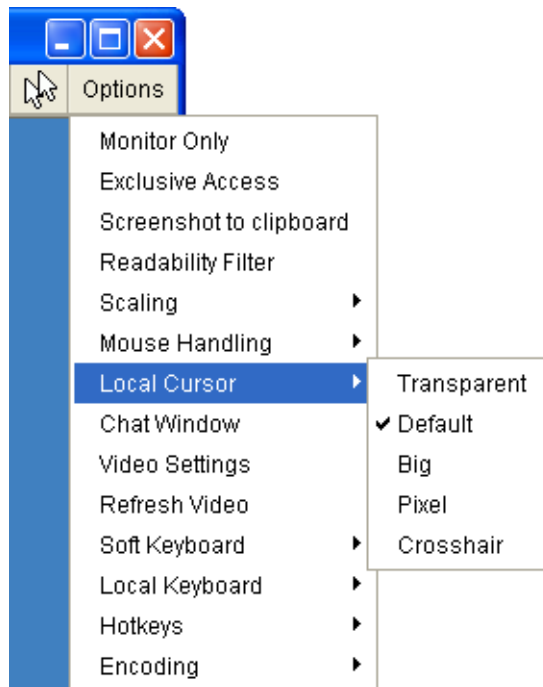 Options
Monitor Only
Exclusive Access
Screenshot to clipboard
Readability Filter
Scaling
Mouse Handling
Local Cursor
Chat Window
Video Settings
Refresh Video
Soft Keyboard
Local Keyboard
Hotkeys
Encoding
Transparent
Default
Big
Pixel
Crosshair